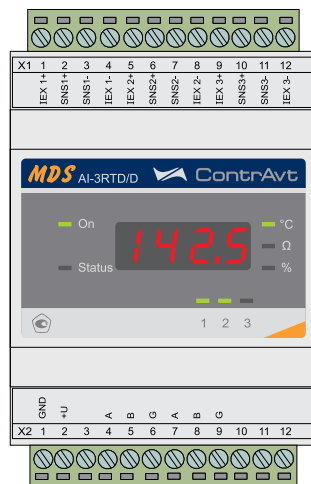 X1 1 2 3 4 5 6 7 8 9 10 11 12
IEX 1+ SNS1+ SNS1- IEX 1- IEX 2+ SNS2+ SNS2- IEX 2- IEX 3+ SNS3+ SNS3- IEX 3-
MDS AI-3RTD/D ContrAvt
On 142.5 °C
Ω
Status %
1 2 3
GND +U A B G A B G
X2 1 2 3 4 5 6 7 8 9 10 11 12